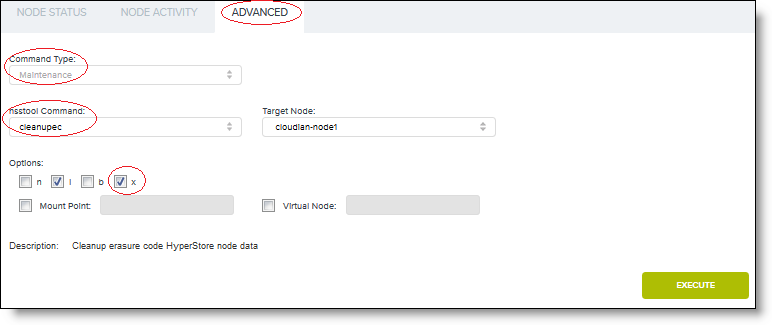 NODE STATUS NODE ACTIVITY ADVANCED
Command Type:
Maintenance
hsstool Command: Target Node:
cleanupec cloudian-node1
Options:
n l b x
Mount Point: Virtual Node:
Description: Cleanup erasure code HyperStore node data
EXECUTE